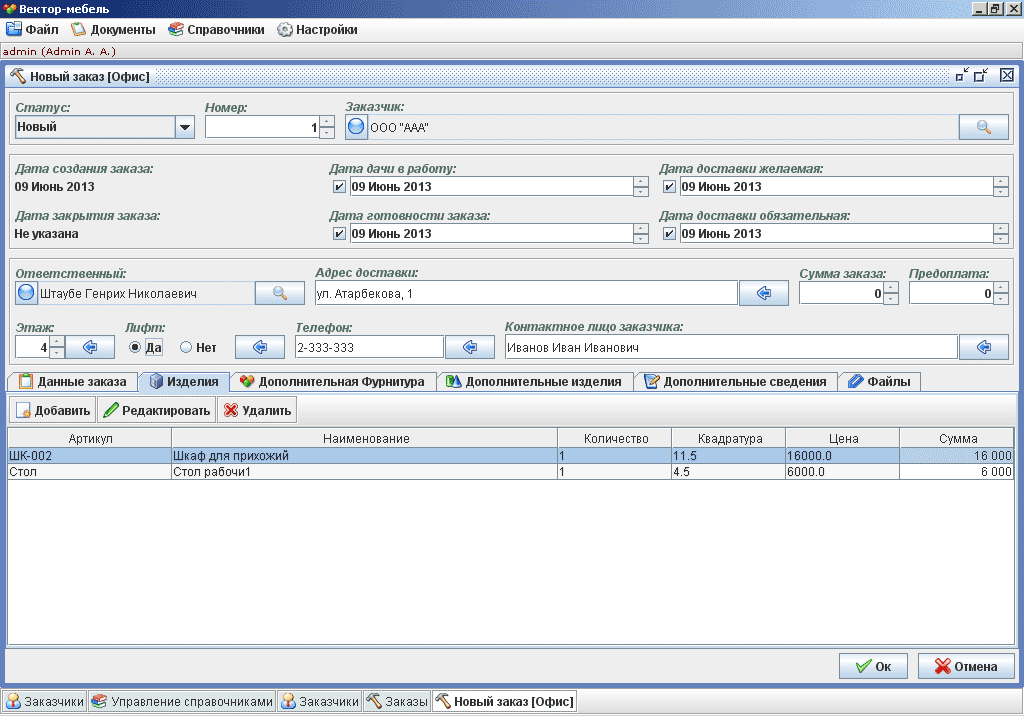 Вектор-мебель
Файл Документы Справочники Настройки
admin (Admin A. A.)
Новый заказ [Офис]
Статус: Номер: Заказчик:
Новый 1 ООО "ААА"
Дата создания заказа: Дата дачи в работу: Дата доставки желаемая:
09 Июнь 2013 09 Июнь 2013 09 Июнь 2013
Дата закрытия заказа: Дата готовности заказа: Дата доставки обязательная:
Не указана 09 Июнь 2013 09 Июнь 2013
Ответственный: Адрес доставки: Сумма заказа: Предоплата:
Штаубе Генрих Николаевич ул. Атарбекова, 1 0 0
Этаж: Лифт: Телефон: Контактное лицо заказчика:
4 Да Нет 2-333-333 Иванов Иван Иванович
Данные заказа Изделия Дополнительная Фурнитура Дополнительные изделия Дополнительные сведения Файлы
Добавить Редактировать Удалить
Артикул Наименование Количество Квадратура Цена Сумма
ШК-002 Шкаф для прихожий 1 11.5 16000.0 16 000
Стол Стол рабочи1 1 4.5 6000.0 6 000
Ок Отмена
Заказчики Управление справочниками Заказчики Заказы Новый заказ [Офис]